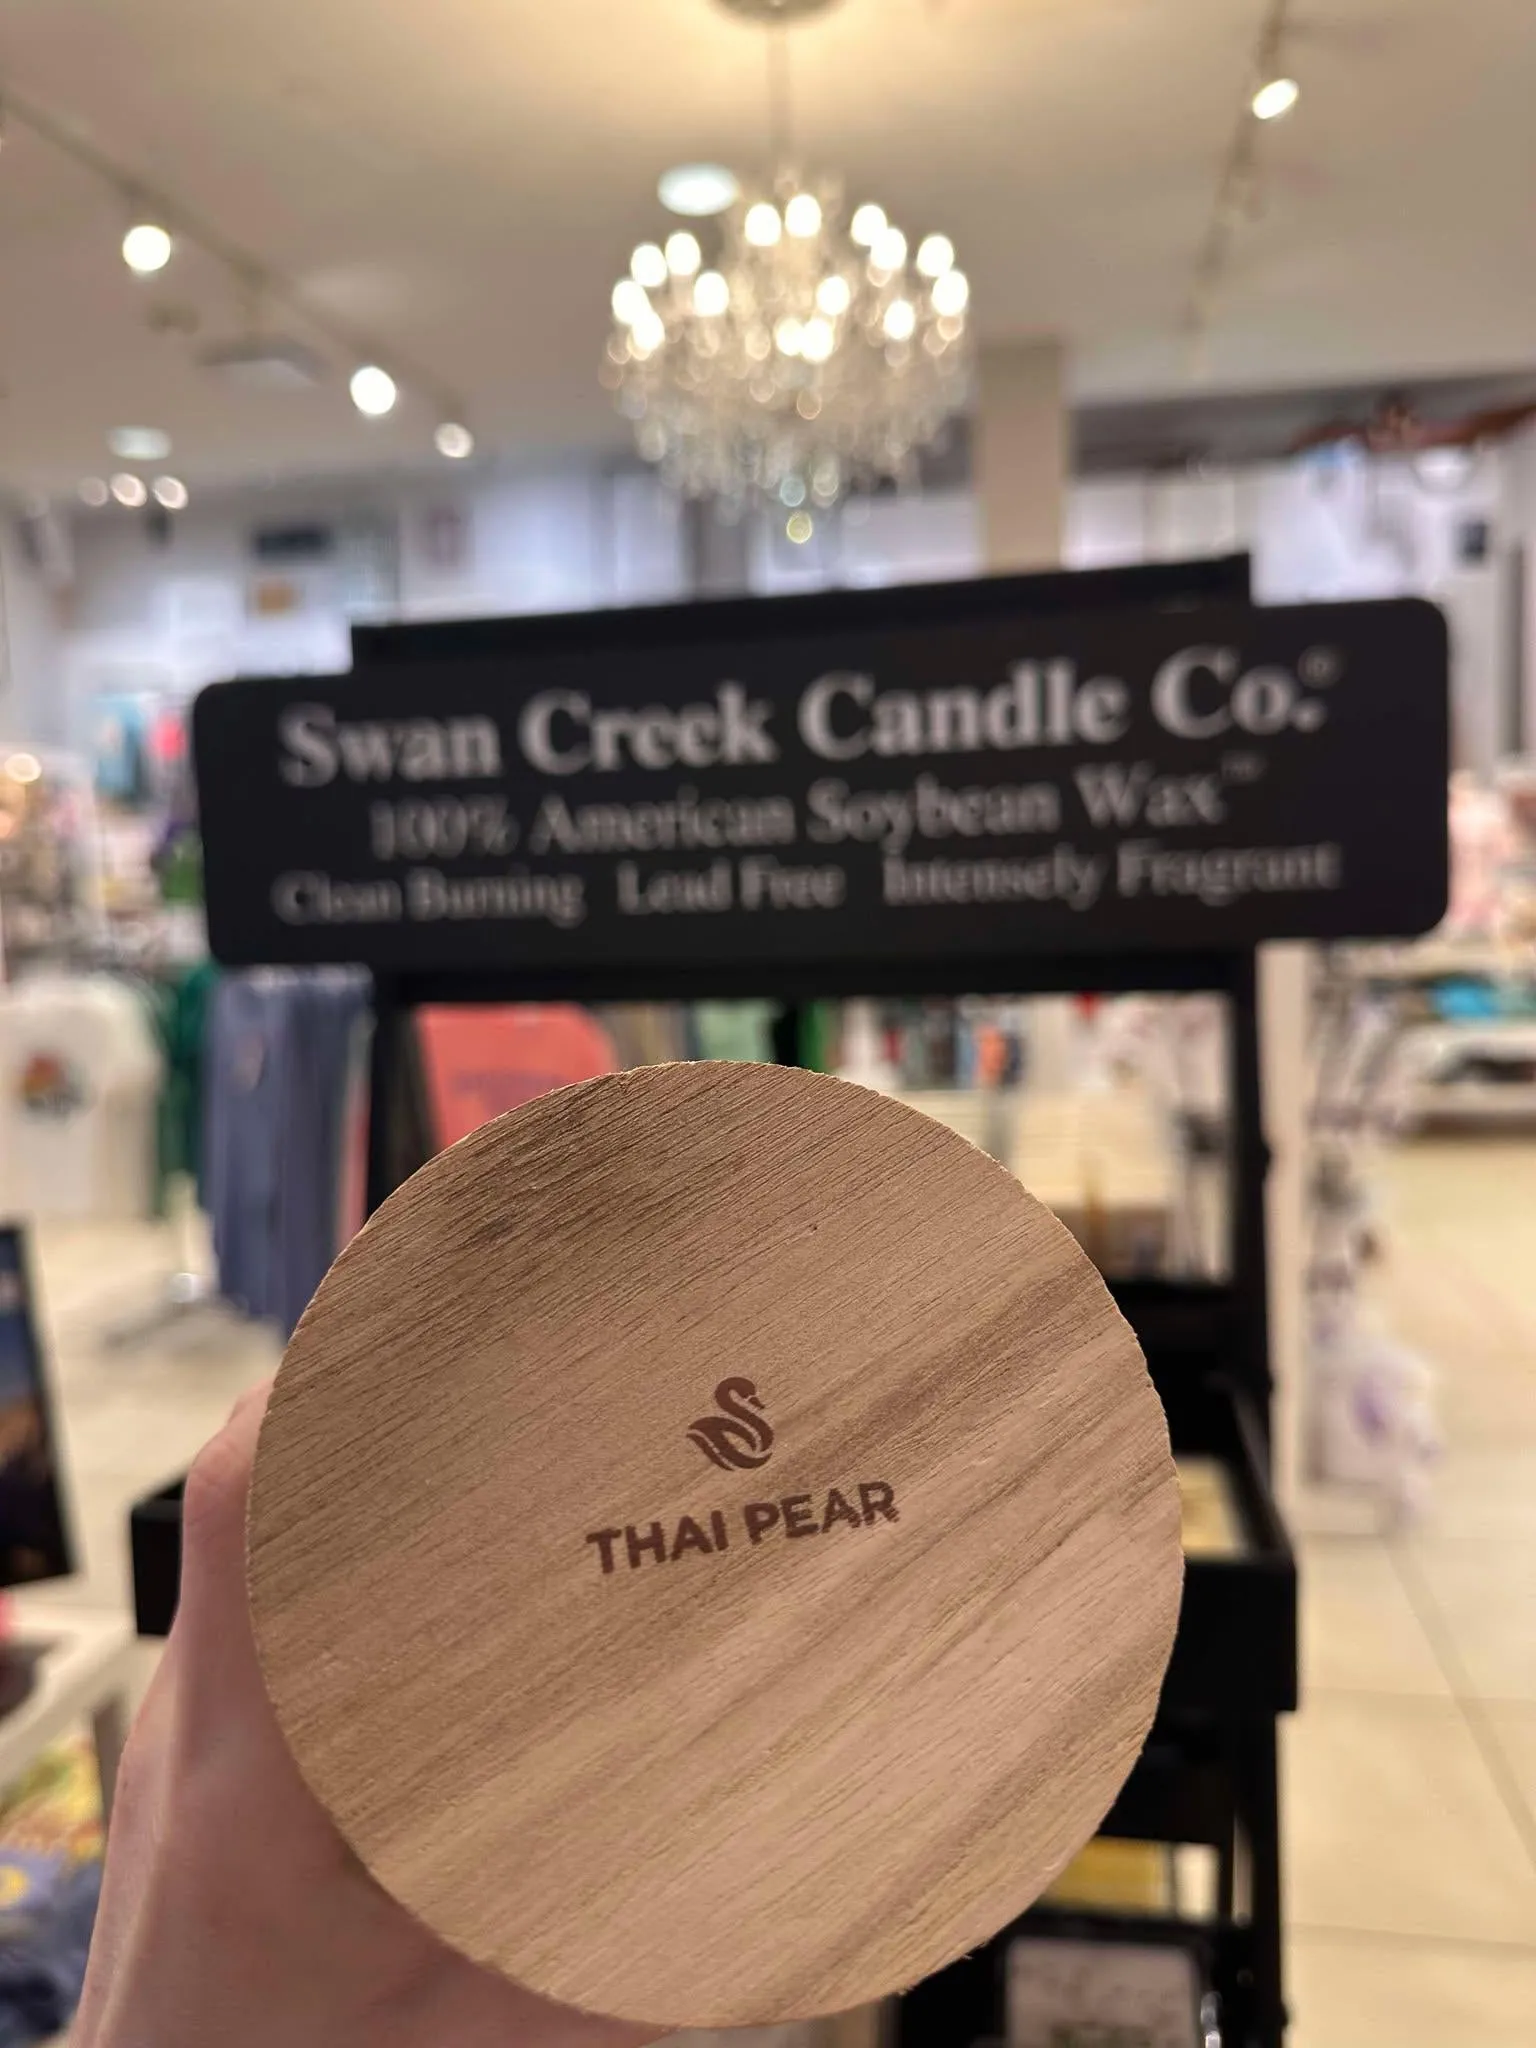 Swan Creek Candle Co.®
100% American Soybean Wax™
Clean Burning Lead Free Intensely Fragrant
THAI PEAR